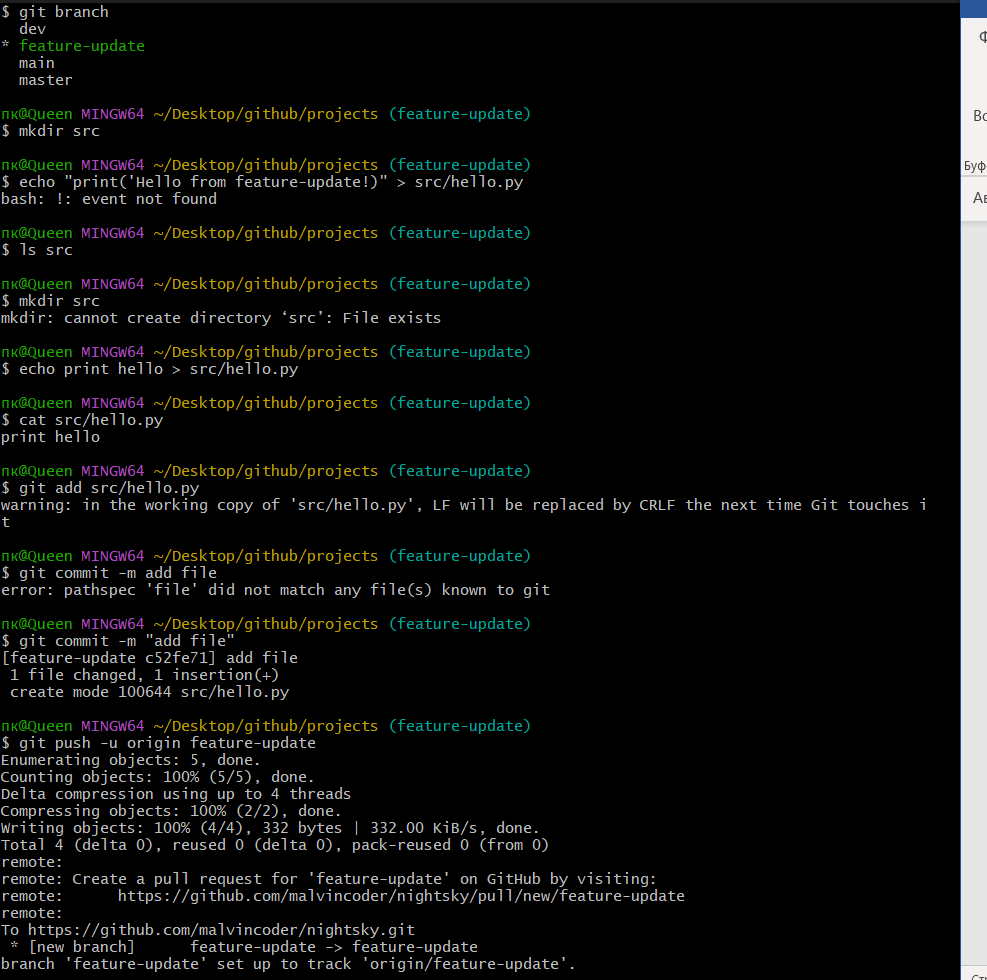 $ git branch
  dev
* feature-update
  main
  master

пк@Queen MINGW64 ~/Desktop/github/projects (feature-update)
$ mkdir src

пк@Queen MINGW64 ~/Desktop/github/projects (feature-update)
$ echo "print('Hello from feature-update!)" > src/hello.py
bash: !: event not found

пк@Queen MINGW64 ~/Desktop/github/projects (feature-update)
$ ls src

пк@Queen MINGW64 ~/Desktop/github/projects (feature-update)
$ mkdir src
mkdir: cannot create directory ‘src’: File exists

пк@Queen MINGW64 ~/Desktop/github/projects (feature-update)
$ echo print hello > src/hello.py

пк@Queen MINGW64 ~/Desktop/github/projects (feature-update)
$ cat src/hello.py
print hello

пк@Queen MINGW64 ~/Desktop/github/projects (feature-update)
$ git add src/hello.py
warning: in the working copy of 'src/hello.py', LF will be replaced by CRLF the next time Git touches i
t

пк@Queen MINGW64 ~/Desktop/github/projects (feature-update)
$ git commit -m add file
error: pathspec 'file' did not match any file(s) known to git

пк@Queen MINGW64 ~/Desktop/github/projects (feature-update)
$ git commit -m "add file"
[feature-update c52fe71] add file
 1 file changed, 1 insertion(+)
 create mode 100644 src/hello.py

пк@Queen MINGW64 ~/Desktop/github/projects (feature-update)
$ git push -u origin feature-update
Enumerating objects: 5, done.
Counting objects: 100% (5/5), done.
Delta compression using up to 4 threads
Compressing objects: 100% (2/2), done.
Writing objects: 100% (4/4), 332 bytes | 332.00 KiB/s, done.
Total 4 (delta 0), reused 0 (delta 0), pack-reused 0 (from 0)
remote:
remote: Create a pull request for 'feature-update' on GitHub by visiting:
remote:      https://github.com/malvincoder/nightsky/pull/new/feature-update
remote:
To https://github.com/malvincoder/nightsky.git
 * [new branch]      feature-update -> feature-update
branch 'feature-update' set up to track 'origin/feature-update'.
Буф